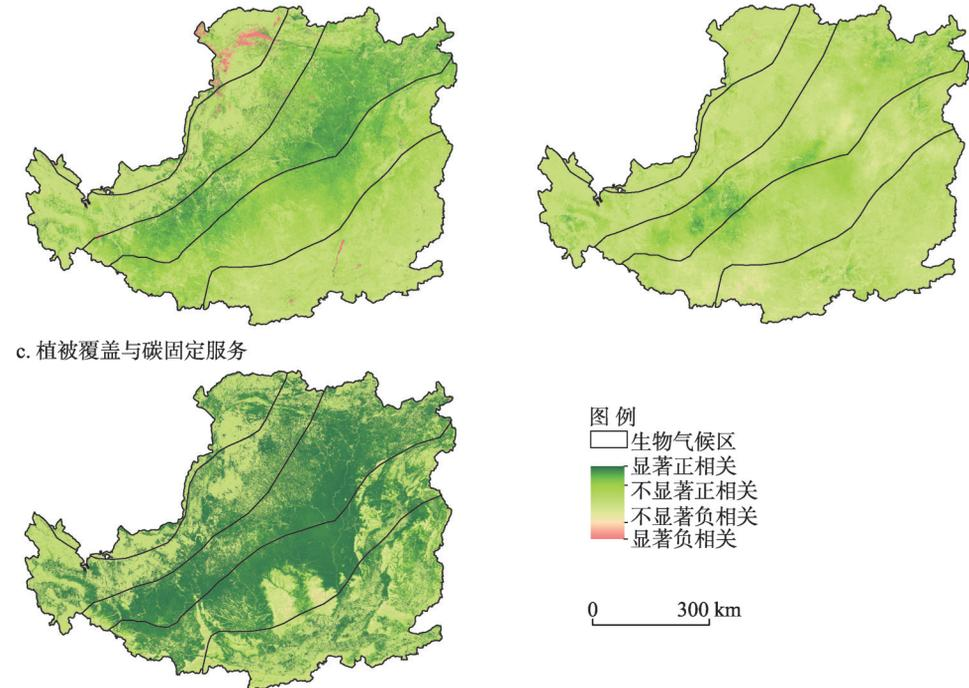 c. 植被覆盖与碳固定服务
图 例
生物气候区
显著正相关
不显著正相关
不显著负相关
显著负相关
0 300 km